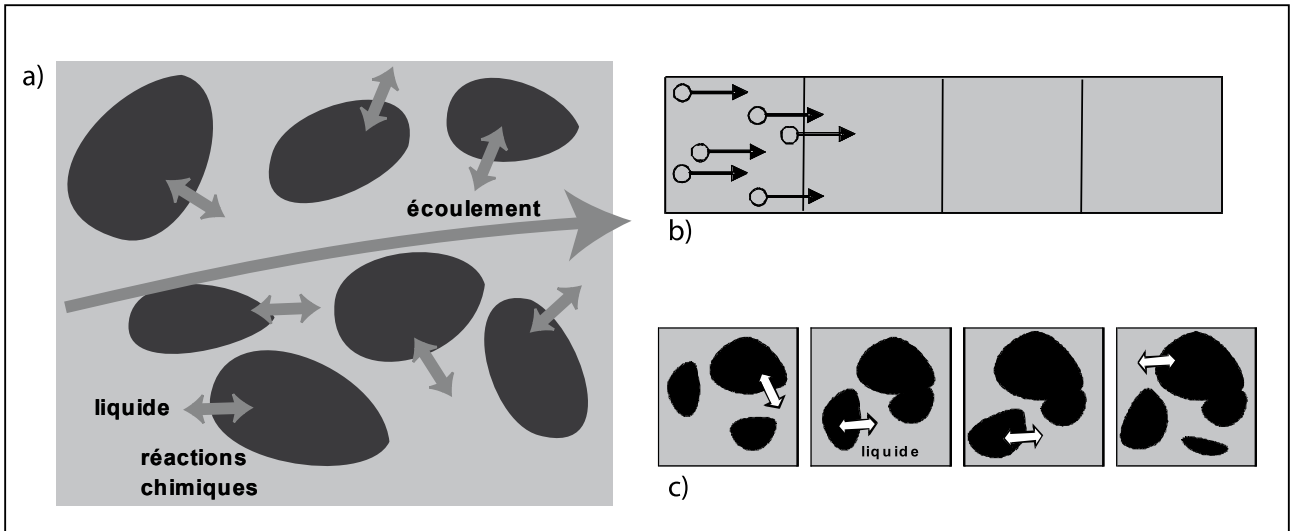 a)
écoulement
liquide
réactions
chimiques
b)
liquide
c)